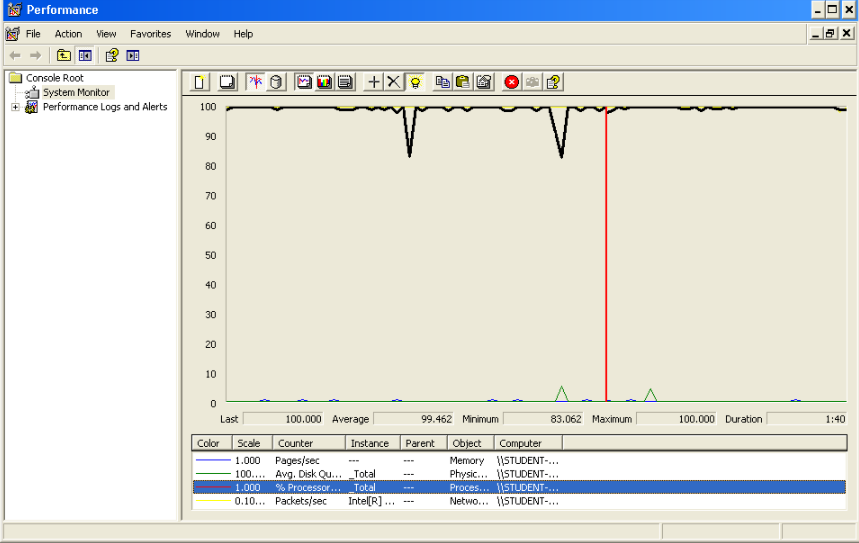 Performance
File Action View Favorites Window Help
Console Root
System Monitor
Performance Logs and Alerts
100
90
80
70
60
50
40
30
20
10
0
Last 100.000 Average 99.462 Minimum 83.062 Maximum 100.000 Duration 1:40
Color Scale Counter Instance Parent Object Computer
1.000 Pages/sec --- --- Memory \\STUDENT-...
100.... Avg. Disk Qu... _Total --- Physic... \\STUDENT-...
1.000 % Processor... _Total --- Proces... \\STUDENT-...
0.10... Packets/sec Intel[R] ... --- Netwo... \\STUDENT-...